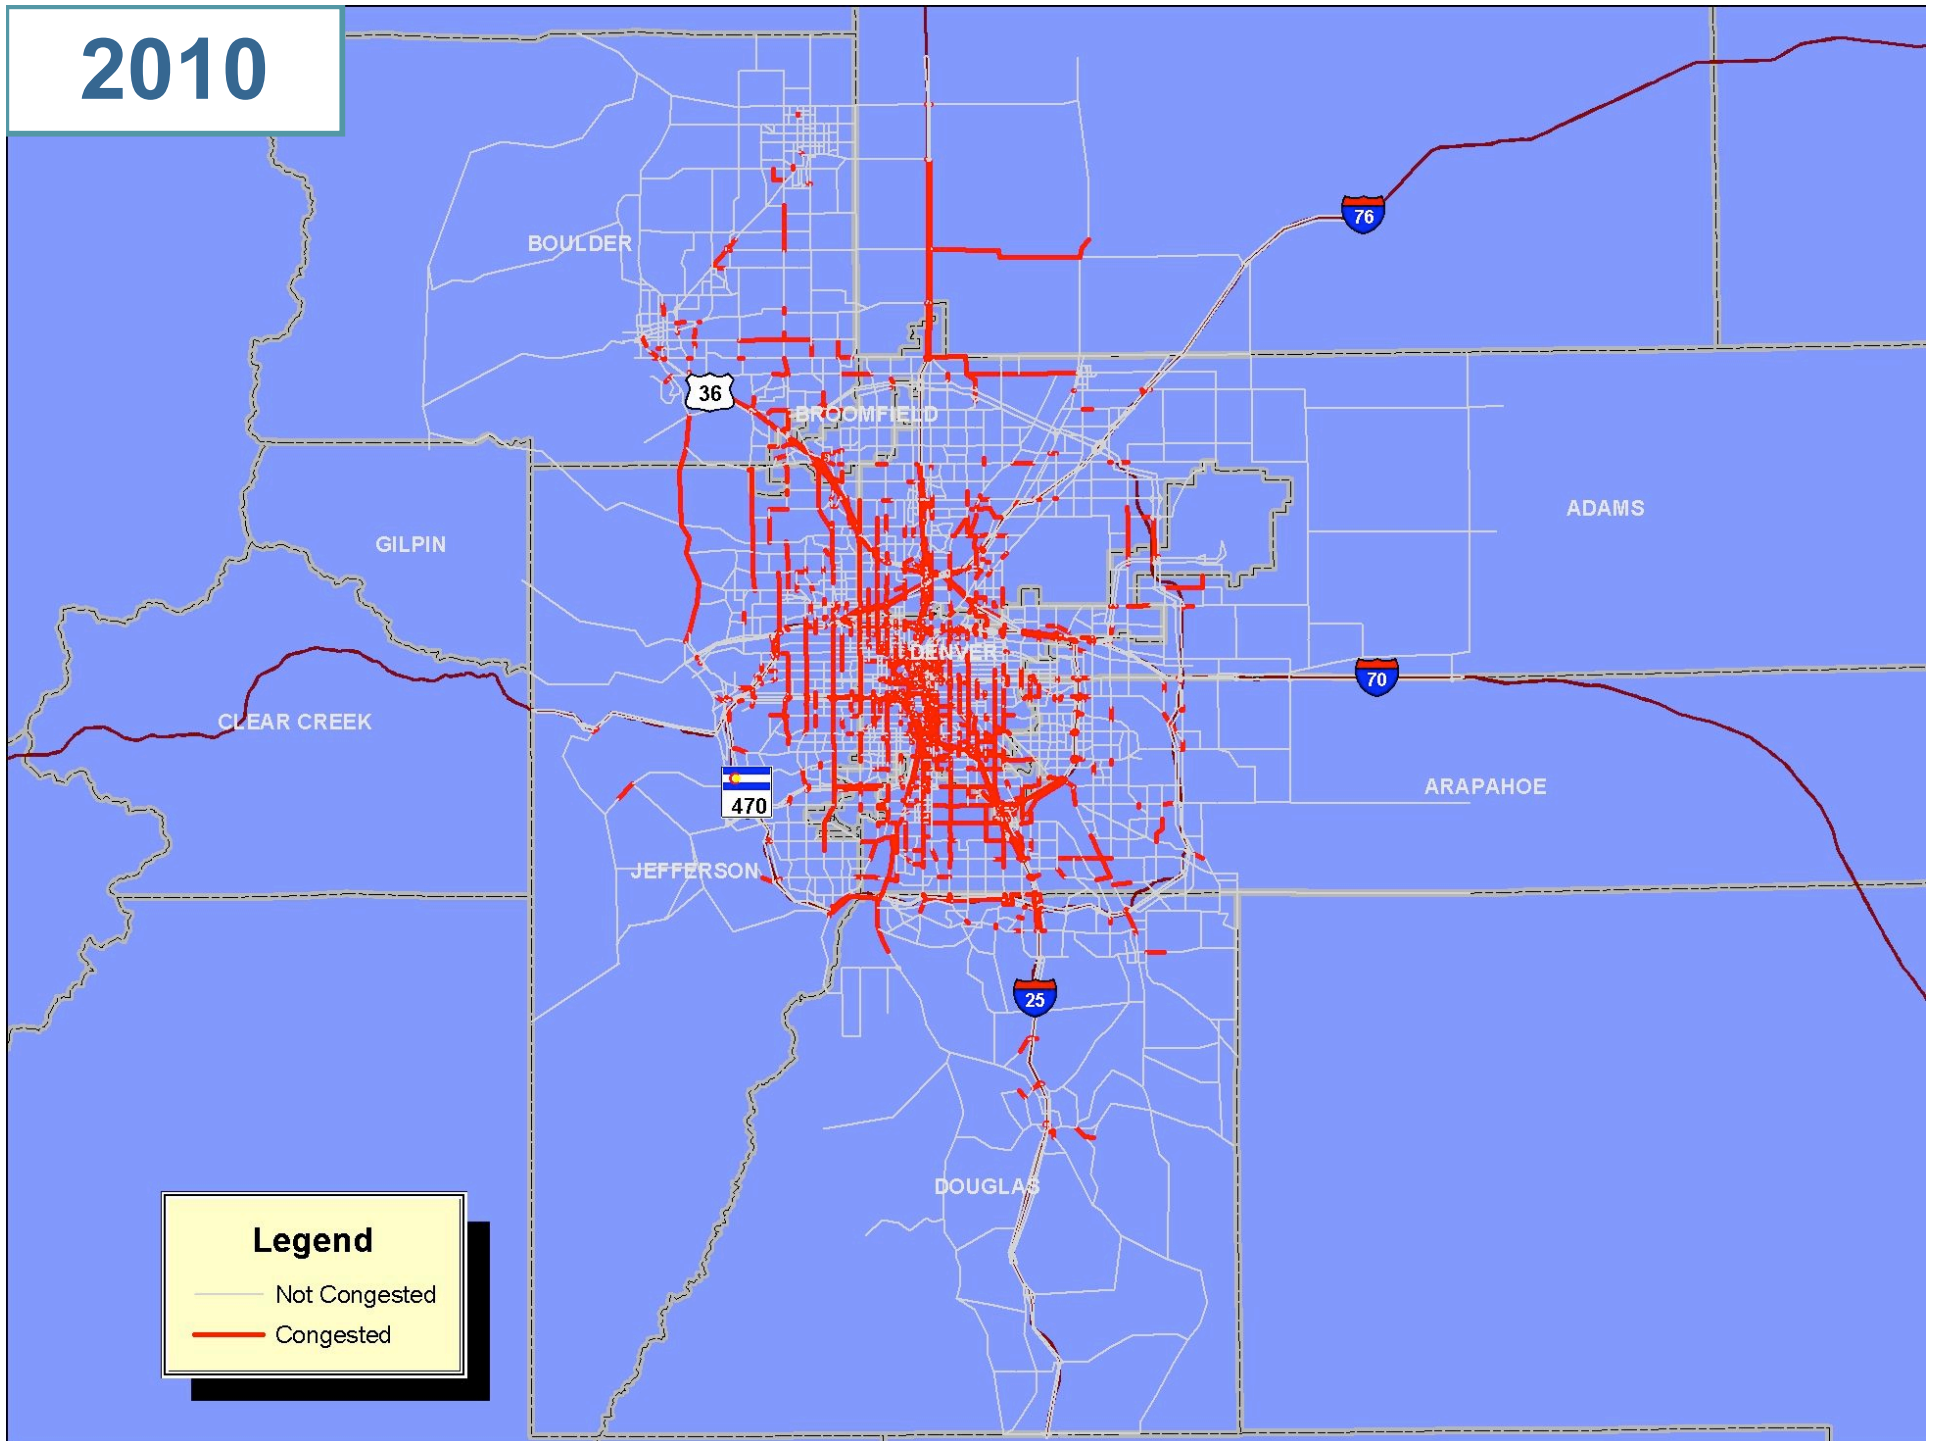 2010
76
BOULDER
36
BROOMFIELD
ADAMS
GILPIN
DENVER
70
CLEAR CREEK
470
ARAPAHOE
JEFFERSON
25
DOUGLAS
Legend
Not Congested
Congested